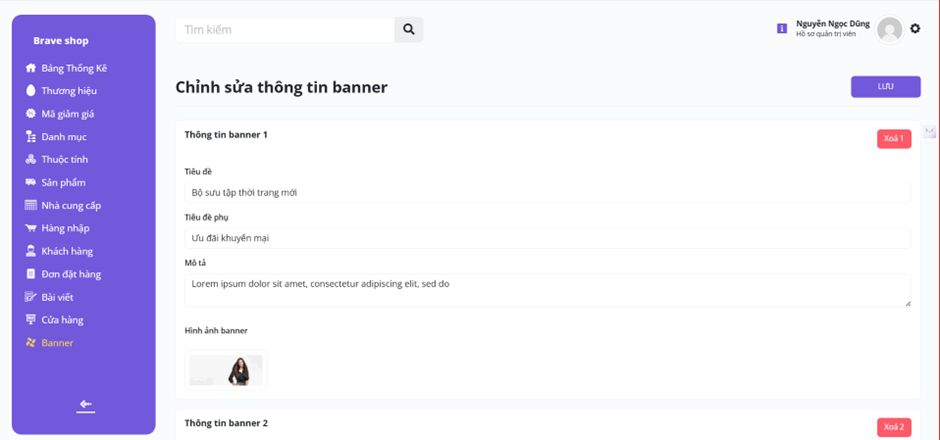 Brave shop
Bảng Thống Kê
Thương hiệu
Mã giảm giá
Danh mục
Thuộc tính
Sản phẩm
Nhà cung cấp
Hàng nhập
Khách hàng
Đơn đặt hàng
Bài viết
Cửa hàng
Banner
Tìm kiếm
Nguyễn Ngọc Dũng
Hồ sơ quản trị viên
Chỉnh sửa thông tin banner
LƯU
Thông tin banner 1
Xoá 1
Tiêu đề
Bộ sưu tập thời trang mới
Tiêu đề phụ
Ưu đãi khuyến mại
Mô tả
Lorem ipsum dolor sit amet, consectetur adipiscing elit, sed do
Hình ảnh banner
Thông tin banner 2
Xoá 2